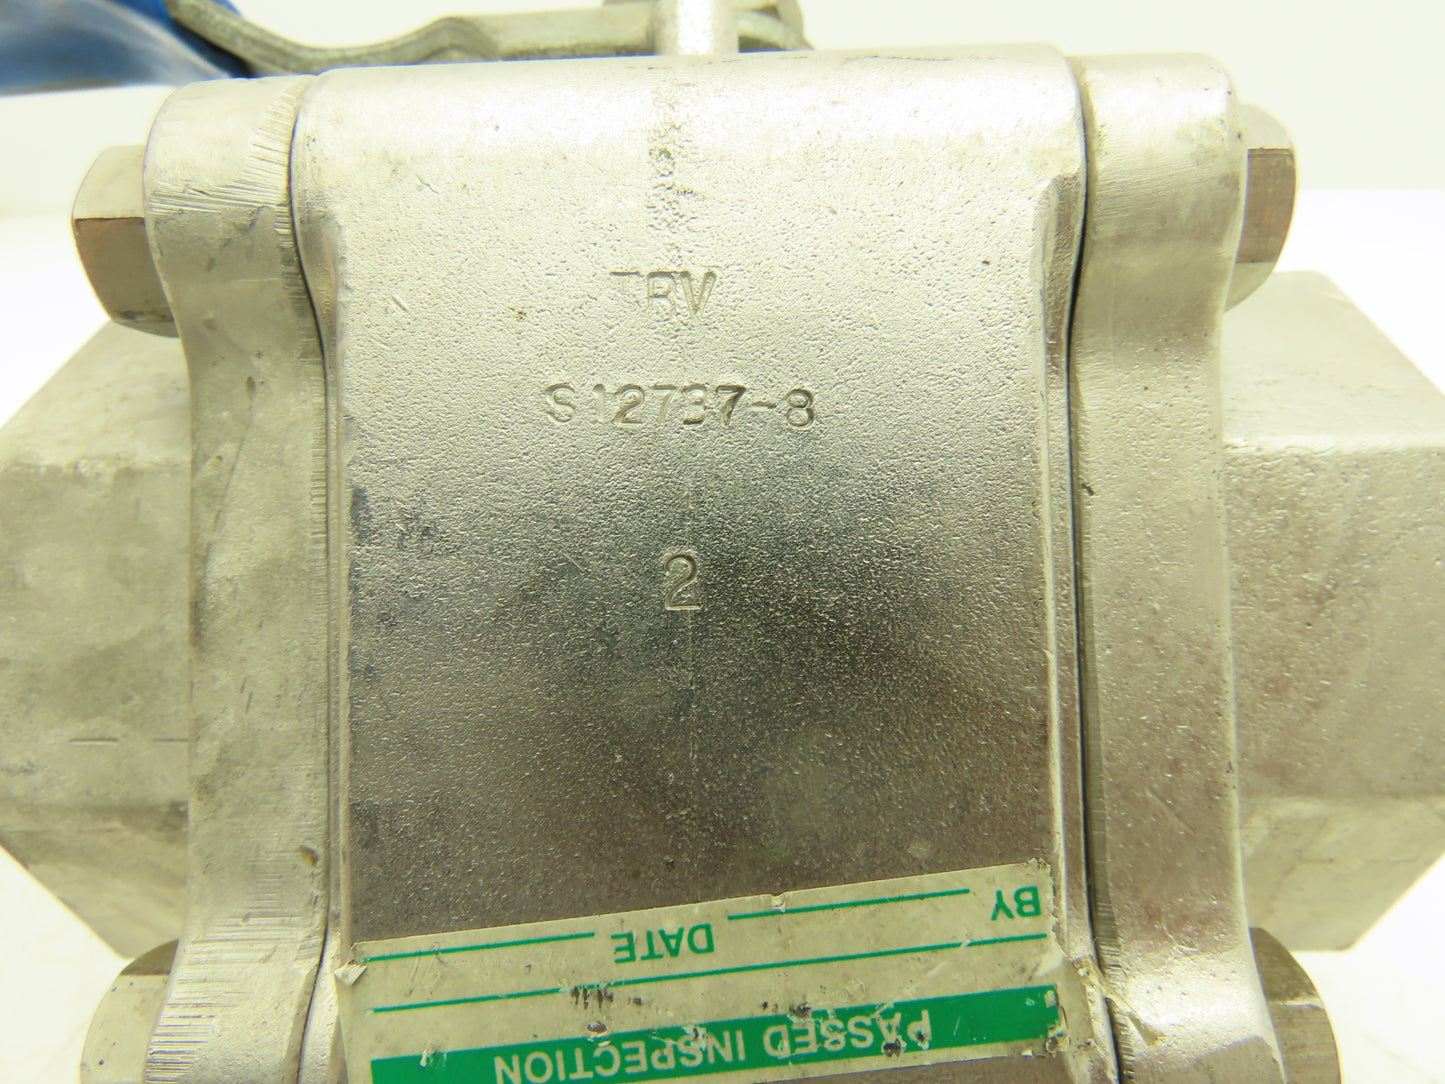 TRV
S12737-8
2
BY
DATE
PASSED INSPECTION